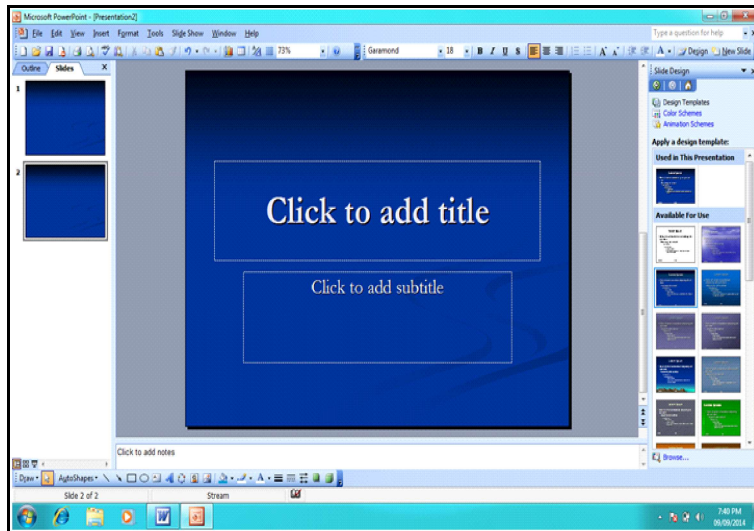 Microsoft PowerPoint - [Presentation2]
File Edit View Insert Format Tools Slide Show Window Help
Type a question for help
73%
Garamond
18
B I U S
Design
New Slide
Outline
Slides
X
1
2
Click to add title
Click to add subtitle
Click to add notes
Slide Design
Design Templates
Color Schemes
Animation Schemes
Apply a design template:
Used in This Presentation
Available For Use
Browse...
Draw
AutoShapes
Slide 2 of 2
Stream
7:40 PM
09/09/2014